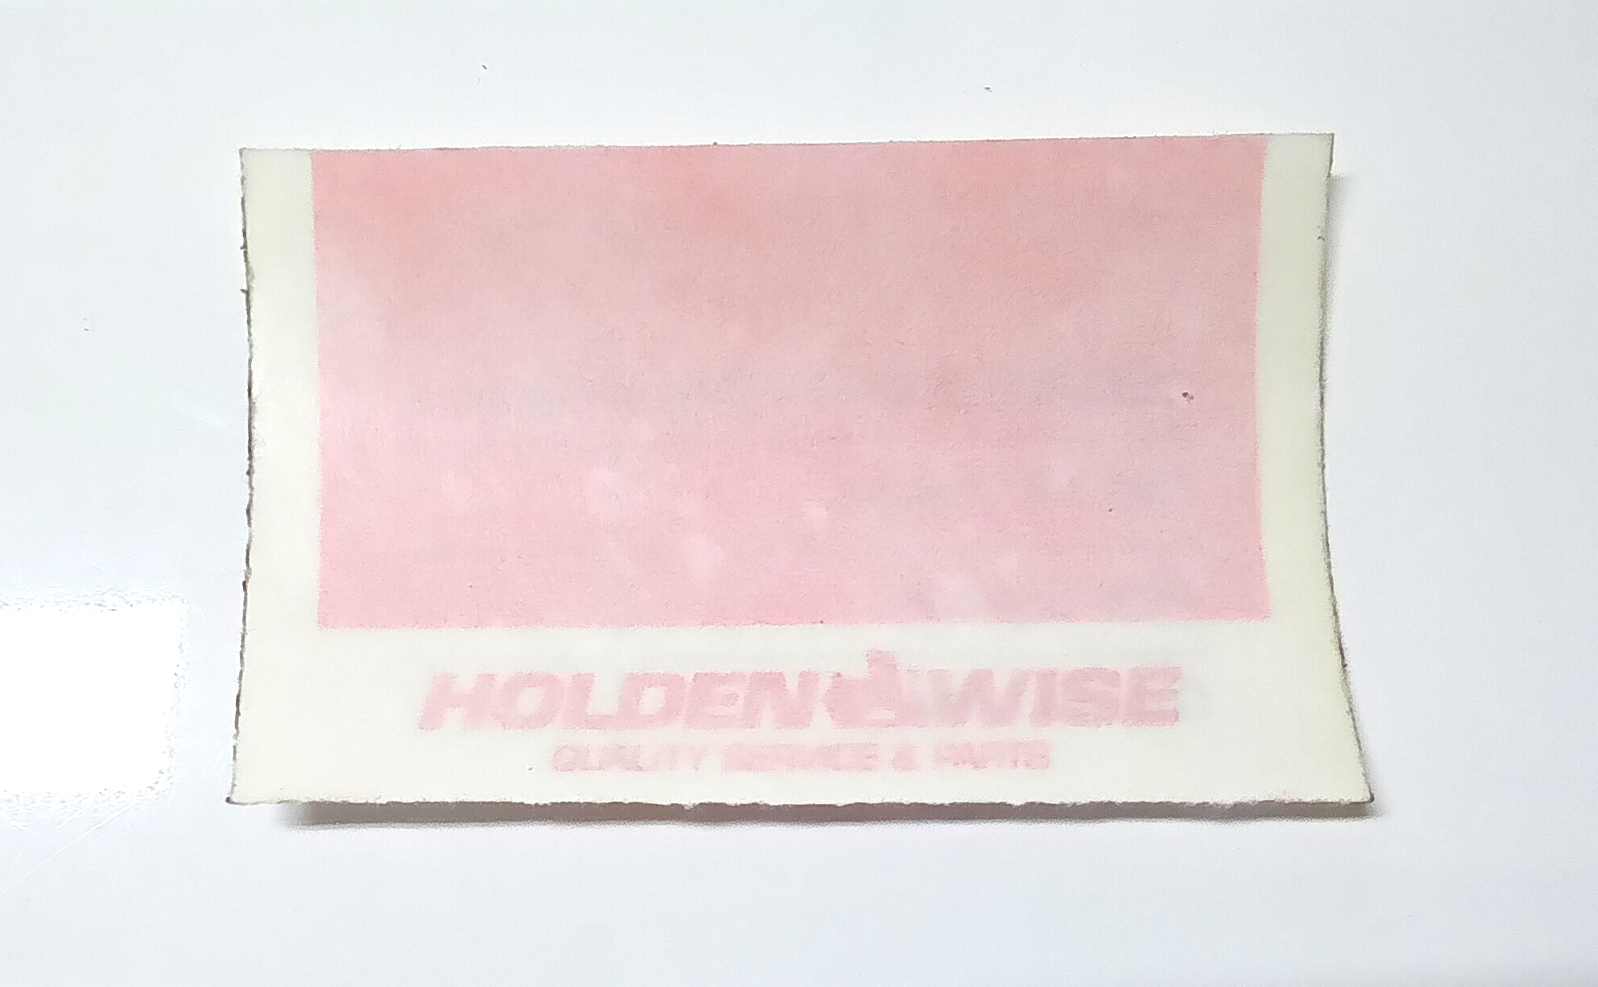 HOLDEN WISE
QUALITY SERVICE & PARTS